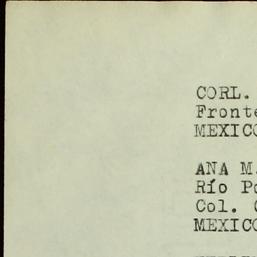 CORL.
Fronte
MEXICO
ANA M.
Río Po
Col. C
MEXICO